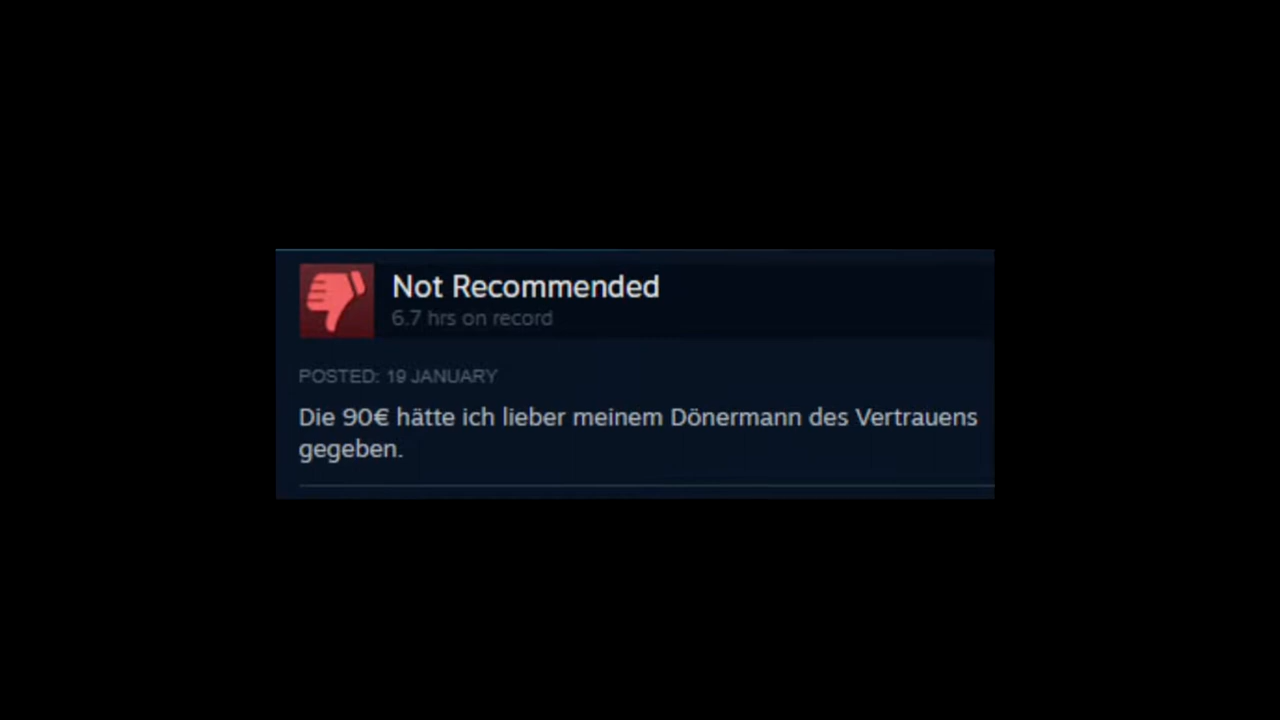 Not Recommended
6.7 hrs on record
POSTED: 19 JANUARY
Die 90€ hätte ich lieber meinem Dönermann des Vertrauens
gegeben.